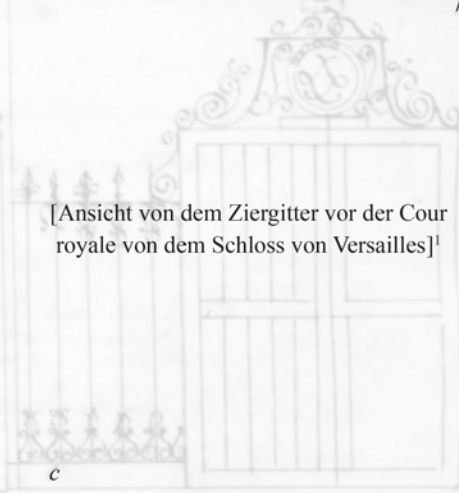 [Ansicht von dem Ziergitter vor der Cour
royale von dem Schloss von Versailles]¹
c